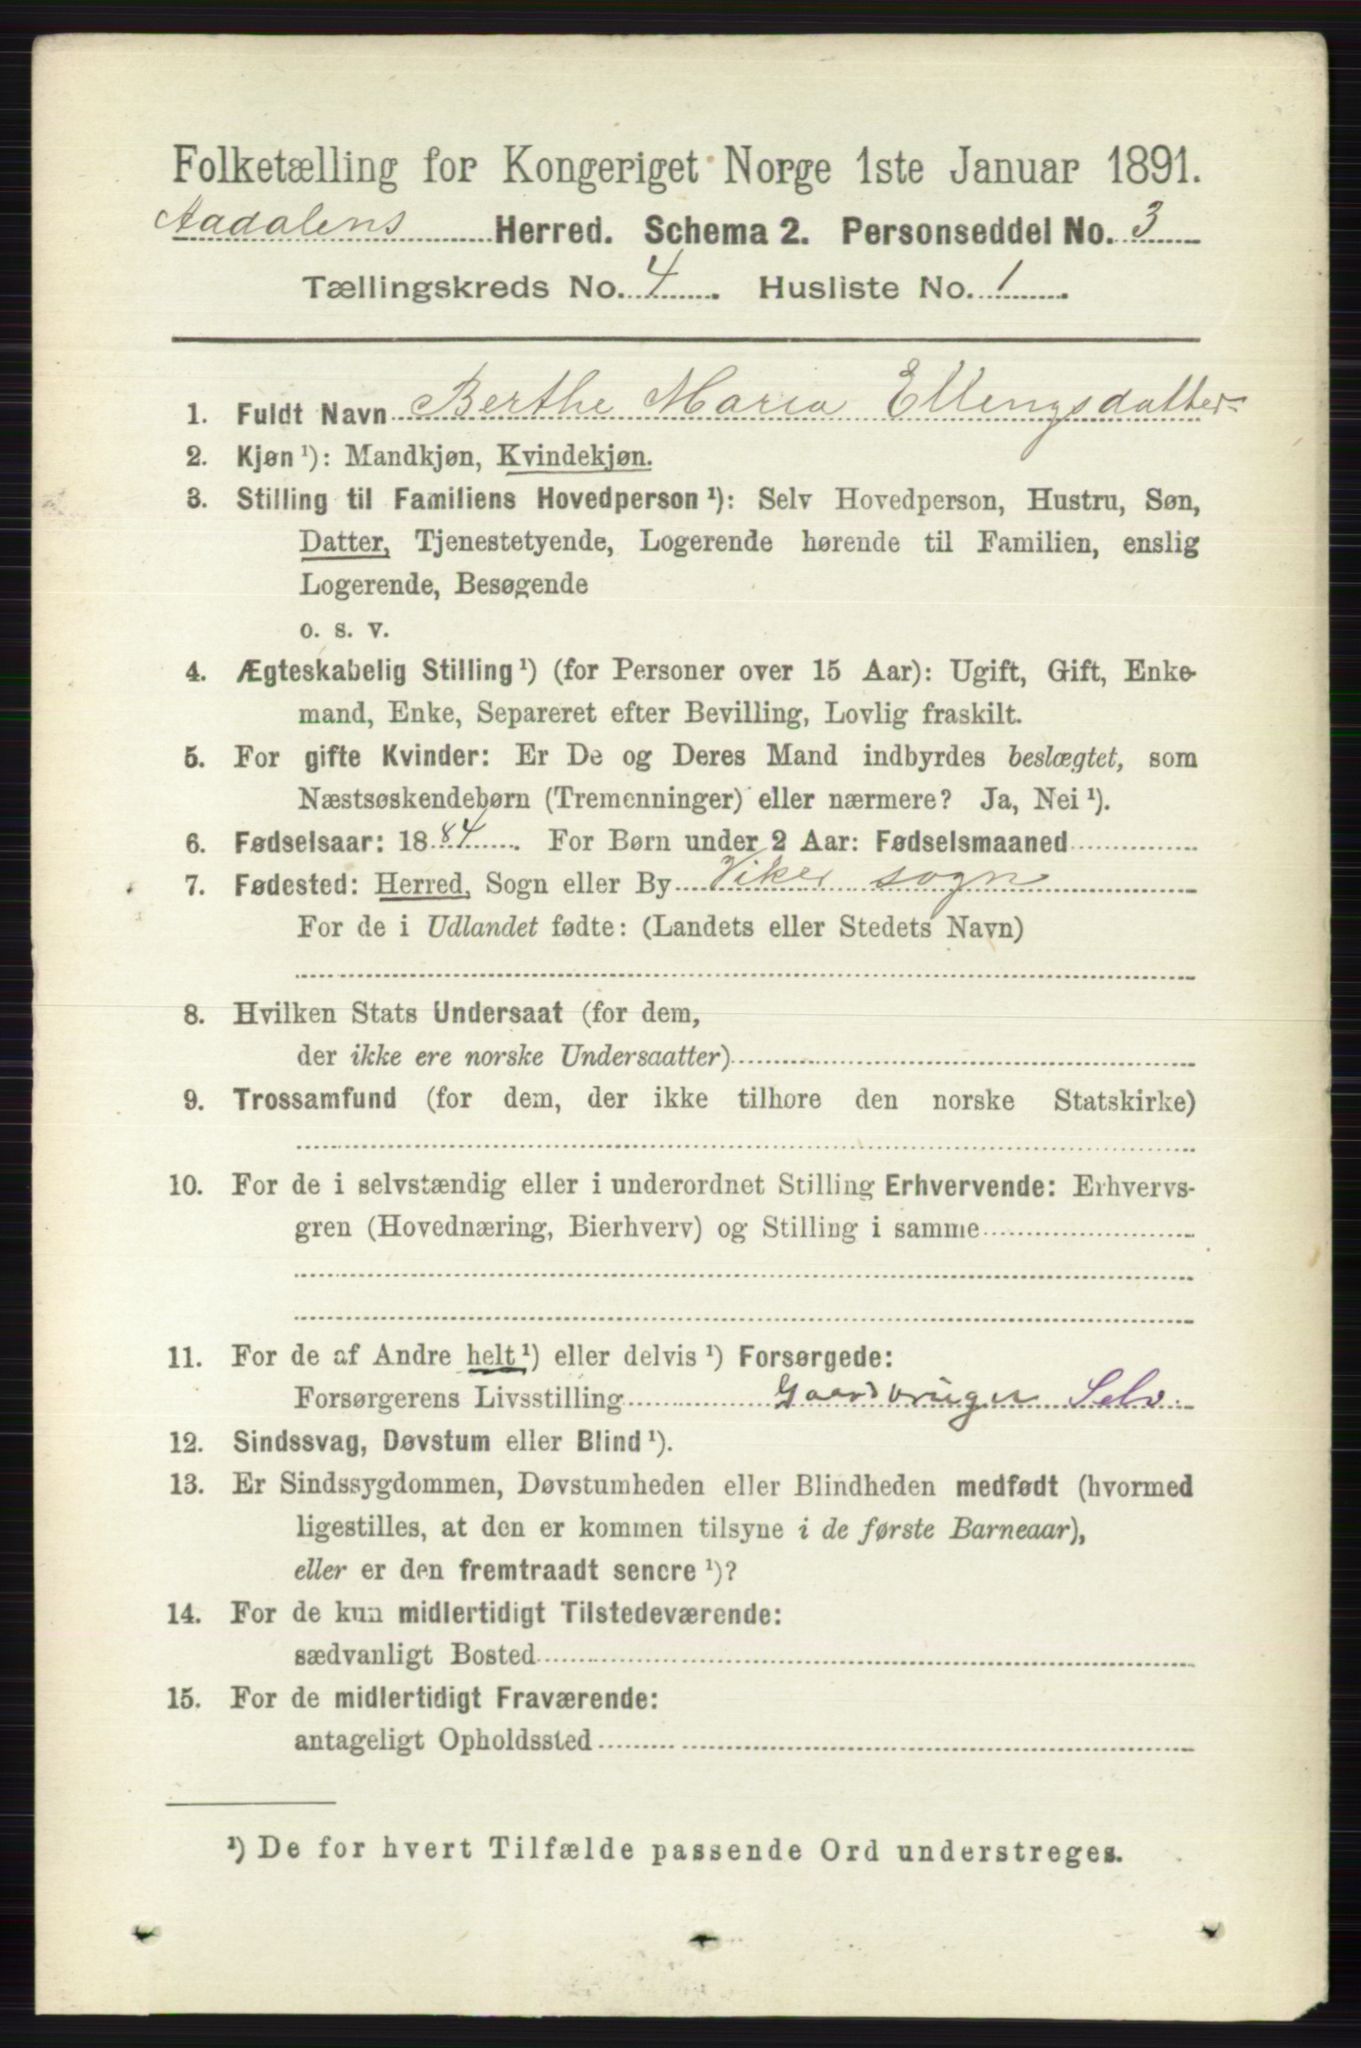 Folketælling for Kongeriget Norge 1ste Januar 1891.
Aadalens Herred. Schema 2. Personseddel No. 3
Tællingskreds No. 4. Husliste No. 1.
1. Fuldt Navn Berthe Maria Ellingsdatter
2. Kjøn ¹): Mandkjøn, Kvindekjøn.
3. Stilling til Familiens Hovedperson ¹): Selv Hovedperson, Hustru, Søn,
Datter, Tjenestetyende, Logerende hørende til Familien, enslig
Logerende, Besøgende
o. s. v.
4. Ægteskabelig Stilling ¹) (for Personer over 15 Aar): Ugift, Gift, Enke-
mand, Enke, Separeret efter Bevilling, Lovlig fraskilt.
5. For gifte Kvinder: Er De og Deres Mand indbyrdes beslægtet, som
Næstsøskendebørn (Tremenninger) eller nærmere? Ja, Nei ¹).
6. Fødselsaar: 1884. For Børn under 2 Aar: Fødselsmaaned
7. Fødested: Herred, Sogn eller By Viker sogn
For de i Udlandet fødte: (Landets eller Stedets Navn)
8. Hvilken Stats Undersaat (for dem,
der ikke ere norske Undersaatter)
9. Trossamfund (for dem, der ikke tilhøre den norske Statskirke)
10. For de i selvstændig eller i underordnet Stilling Erhvervende: Erhvervs-
gren (Hovednæring, Bierhverv) og Stilling i samme
11. For de af Andre helt ¹) eller delvis ¹) Forsørgede:
Forsørgerens Livsstilling Gaardbruger Selv.
12. Sindssvag, Døvstum eller Blind ¹).
13. Er Sindssygdommen, Døvstumheden eller Blindheden medfødt (hvormed
ligestilles, at den er kommen tilsyne i de første Barneaar),
eller er den fremtraadt senere ¹)?
14. For de kun midlertidigt Tilstedeværende:
sædvanligt Bosted
15. For de midlertidigt Fraværende:
antageligt Opholdssted
¹) De for hvert Tilfælde passende Ord understreges.